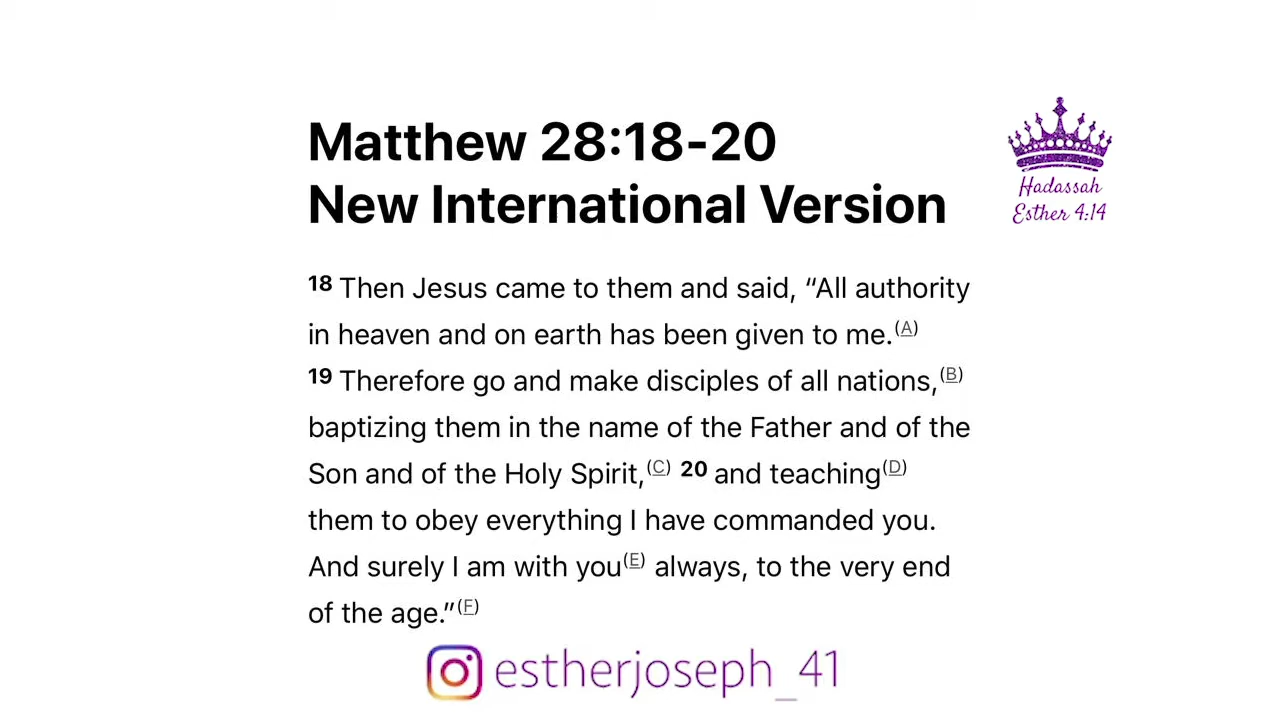 Matthew 28:18-20
New International Version
Hadassah
Esther 4:14
18 Then Jesus came to them and said, “All authority
in heaven and on earth has been given to me.(A)
19 Therefore go and make disciples of all nations,(B)
baptizing them in the name of the Father and of the
Son and of the Holy Spirit,(C) 20 and teaching(D)
them to obey everything I have commanded you.
And surely I am with you(E) always, to the very end
of the age.”(F)
estherjoseph_41